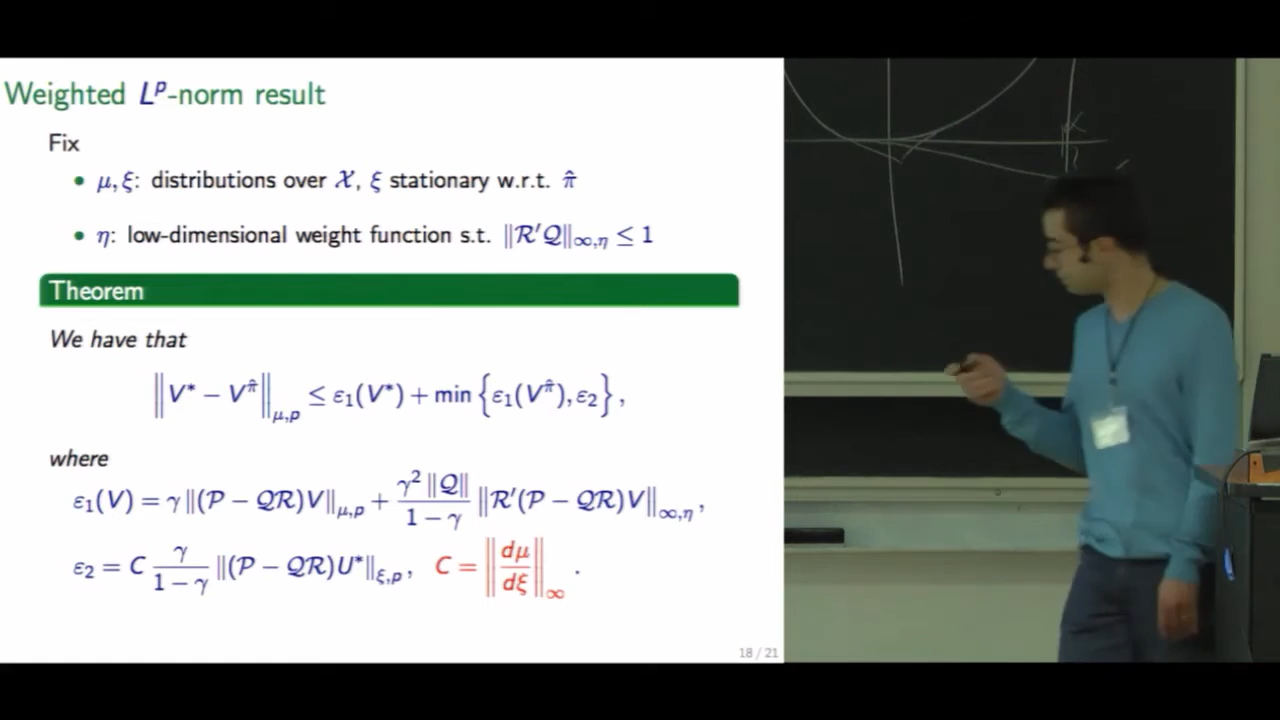 Weighted Lᵖ-norm result
Fix
• μ, ξ: distributions over 𝒳, ξ stationary w.r.t. π̂
• η: low-dimensional weight function s.t. ‖ℛ′𝒬‖∞,η ≤ 1
Theorem
We have that
‖V* − V^π̂‖μ,p ≤ ε₁(V*) + min {ε₁(V^π̂), ε₂} ,
where
ε₁(V) = γ ‖(𝒫 − 𝒬ℛ)V‖μ,p + γ² ‖𝒬‖ / (1 − γ) ‖ℛ′(𝒫 − 𝒬ℛ)V‖∞,η ,
ε₂ = C γ / (1 − γ) ‖(𝒫 − 𝒬ℛ)U*‖ξ,p , C = ‖dμ / dξ‖∞ .
18 / 21